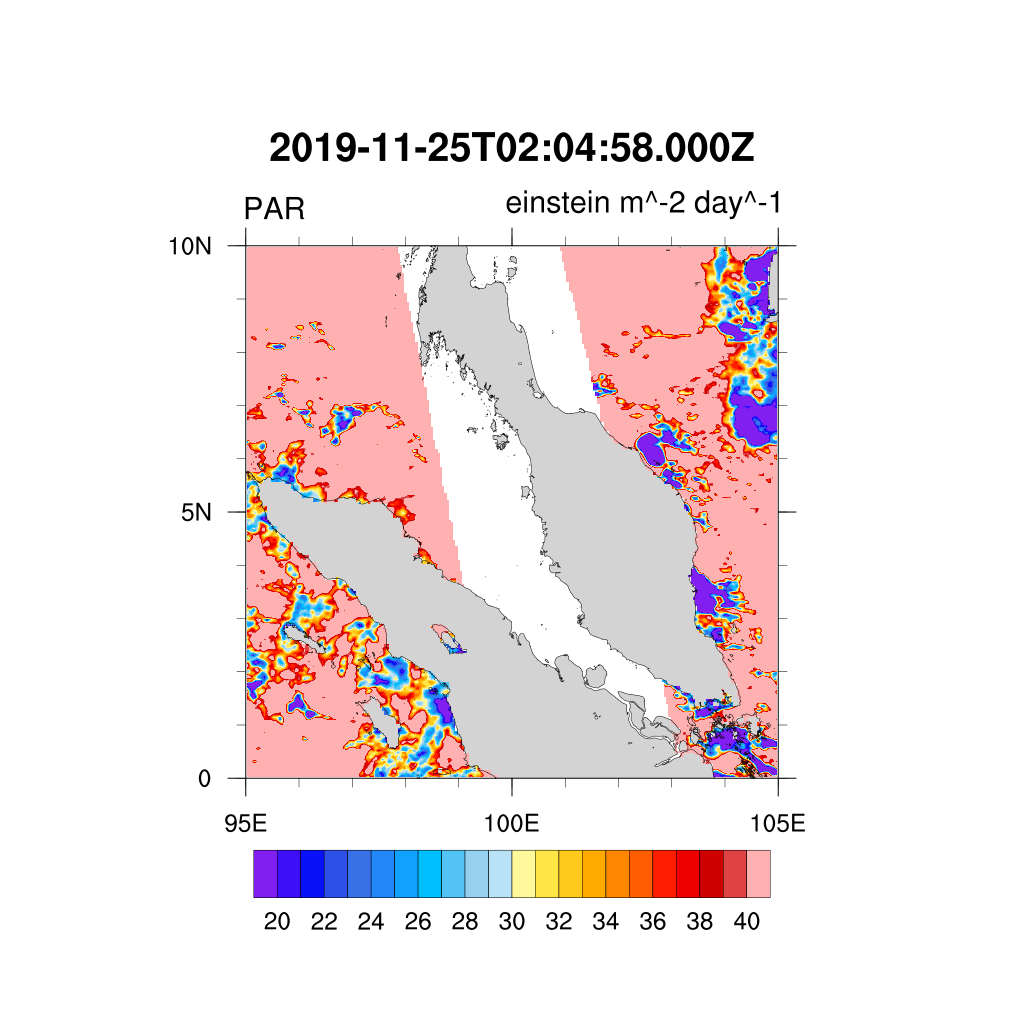 2019-11-25T02:04:58.000Z
PAR einstein m^-2 day^-1
10N
5N
0
95E 100E 105E
20 22 24 26 28 30 32 34 36 38 40